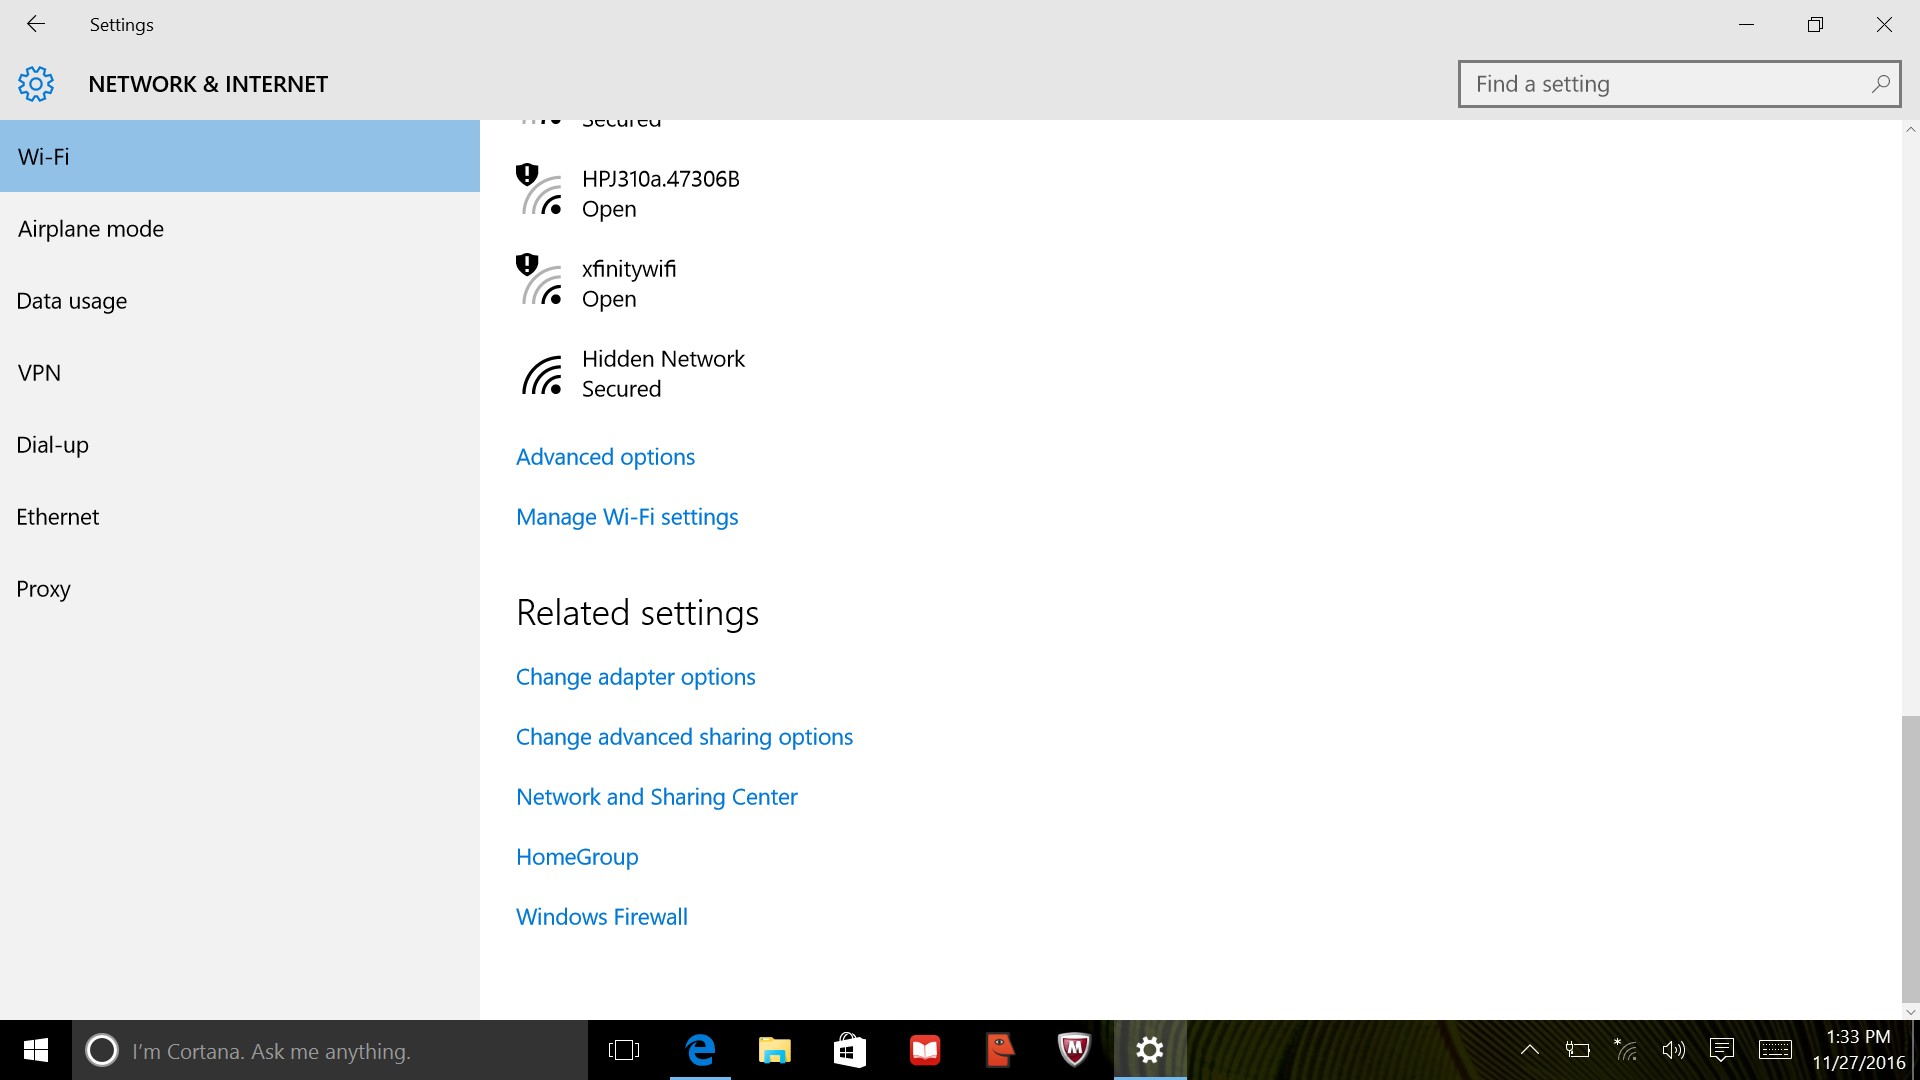 Settings
NETWORK & INTERNET
Find a setting
Wi-Fi
Airplane mode
Data usage
VPN
Dial-up
Ethernet
Proxy
Secured
HPJ310a.47306B
Open
xfinitywifi
Open
Hidden Network
Secured
Advanced options
Manage Wi-Fi settings
Related settings
Change adapter options
Change advanced sharing options
Network and Sharing Center
HomeGroup
Windows Firewall
I'm Cortana. Ask me anything.
1:33 PM
11/27/2016